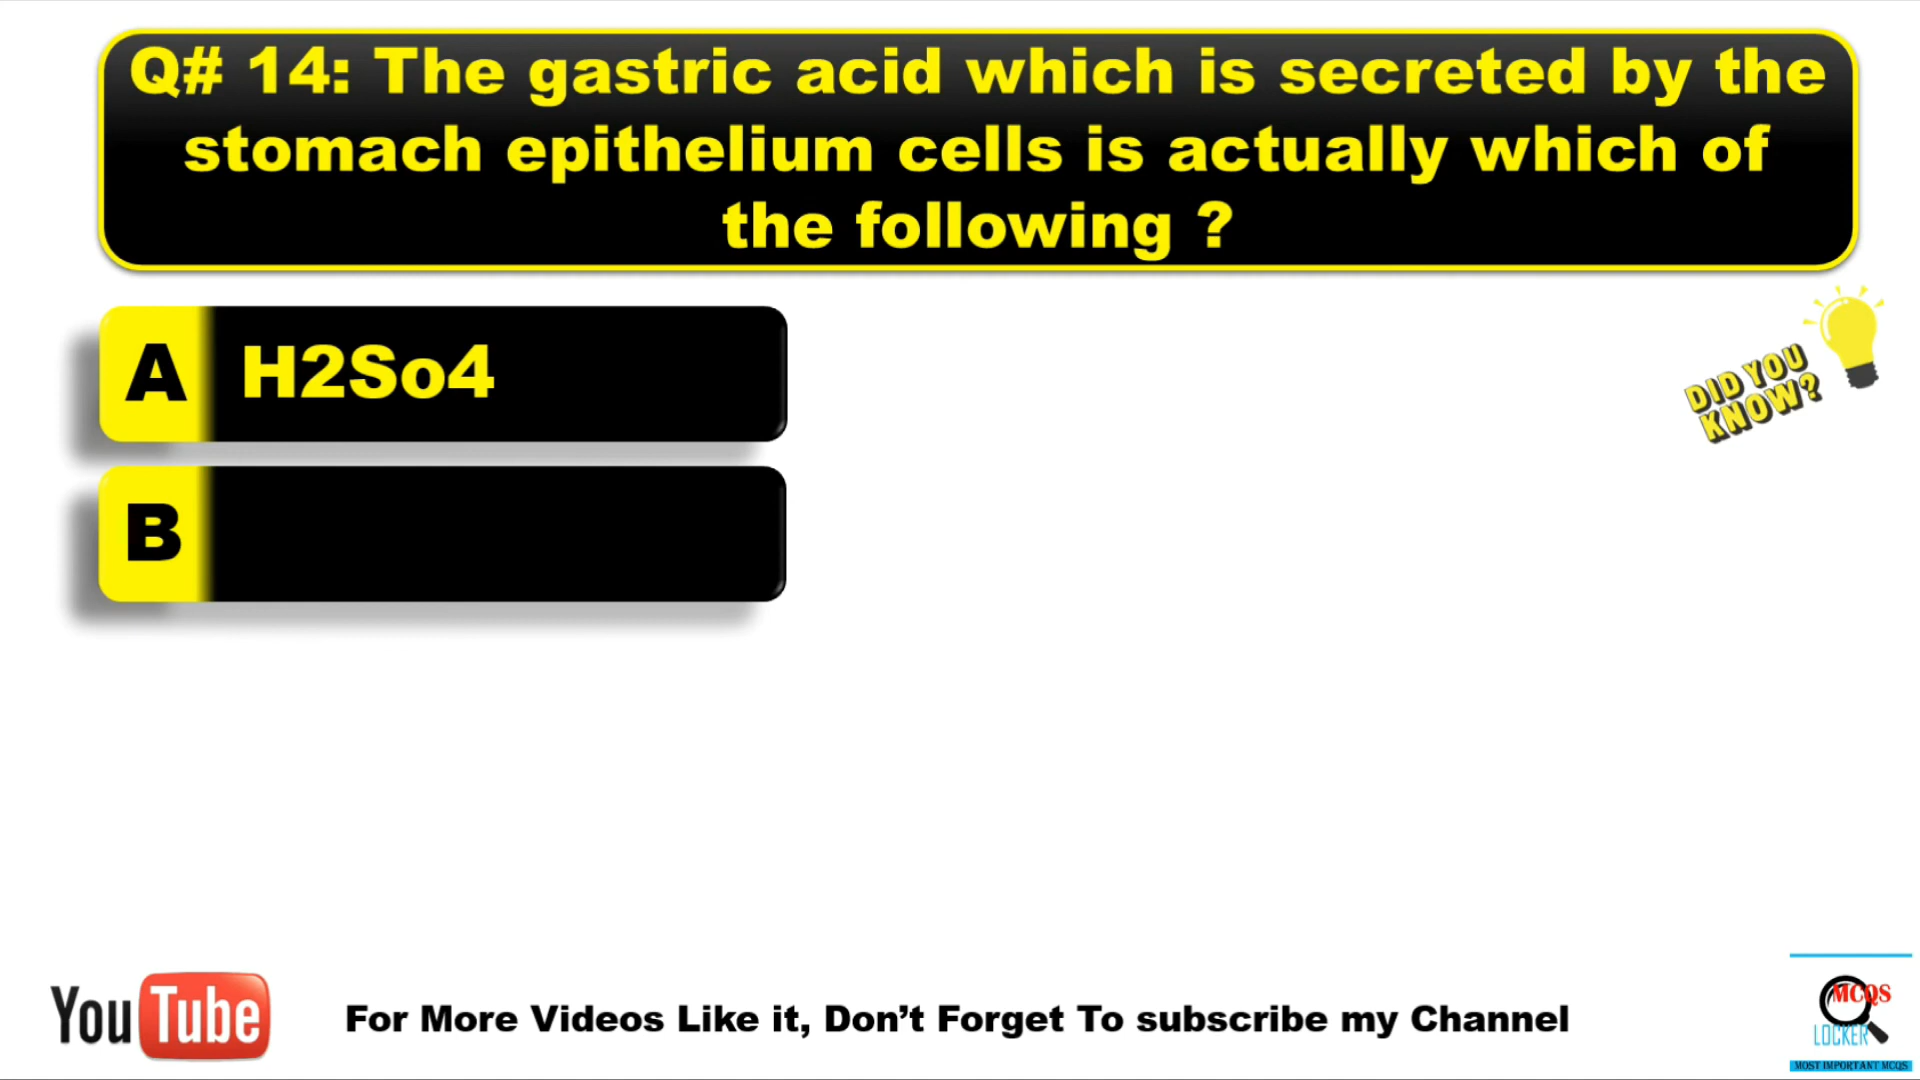 Q# 14: The gastric acid which is secreted by the
stomach epithelium cells is actually which of
the following ?
A H2So4
DID YOU
KNOW?
B
YouTube
For More Videos Like it, Don’t Forget To subscribe my Channel
MCQS
LOCKER
MOST IMPORTANT MCQS